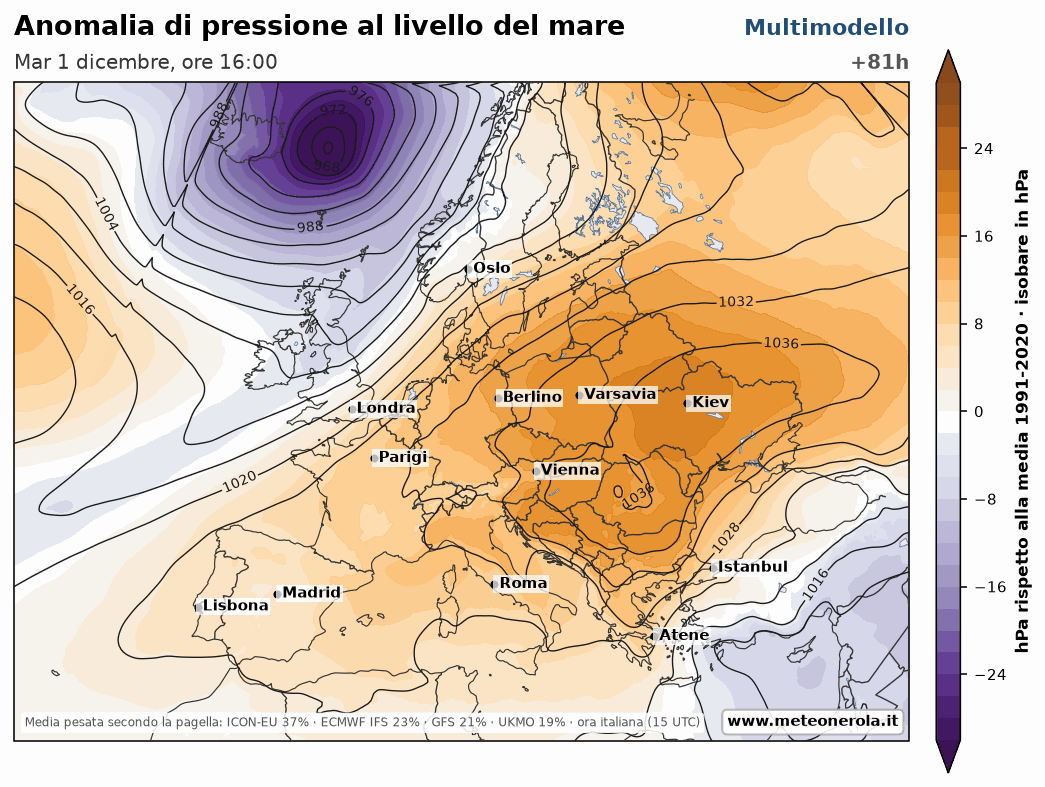 Anomalia di pressione al livello del mare
Multimodello
Mar 1 dicembre, ore 16:00
+81h
976
988
972
968
988
1004
1016
Oslo
1032
1036
Berlino
Varsavia
Kiev
Londra
Parigi
Vienna
1020
1036
1028
Istanbul
Roma
Madrid
1016
Lisbona
Atene
24
16
8
0
−8
−16
−24
hPa rispetto alla media 1991-2020 · isobare in hPa
Media pesata secondo la pagella: ICON-EU 37% · ECMWF IFS 23% · GFS 21% · UKMO 19% · ora italiana (15 UTC)
www.meteonerola.it